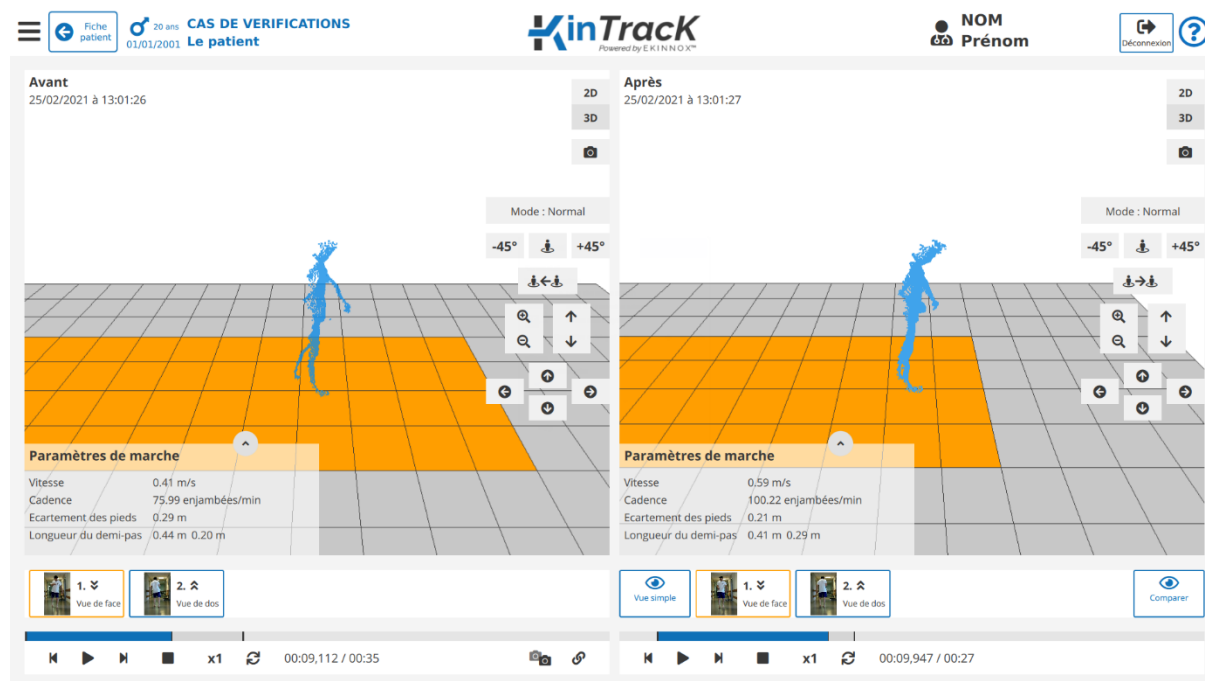 Fiche
patient
20 ans
01/01/2001
CAS DE VERIFICATIONS
Le patient
KinTracK
Powered by EKINNOX™
NOM
Prénom
Déconnexion
?
Avant
25/02/2021 à 13:01:26
2D
3D
Mode : Normal
-45° +45°
Paramètres de marche
Vitesse 0.41 m/s
Cadence 75.99 enjambées/min
Ecartement des pieds 0.29 m
Longueur du demi-pas 0.44 m 0.20 m
1.
Vue de face
2.
Vue de dos
x1 00:09,112 / 00:35
Après
25/02/2021 à 13:01:27
2D
3D
Mode : Normal
-45° +45°
Paramètres de marche
Vitesse 0.59 m/s
Cadence 100.22 enjambées/min
Ecartement des pieds 0.21 m
Longueur du demi-pas 0.41 m 0.29 m
Vue simple
1.
Vue de face
2.
Vue de dos
Comparer
x1 00:09,947 / 00:27